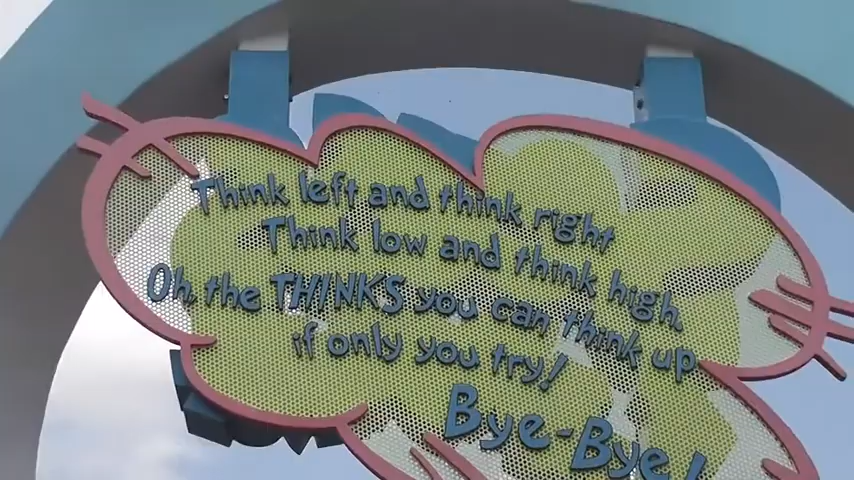 Think left and think right
Think low and think high.
Oh, the THINKS you can think up
if only you try!
Bye-Bye!